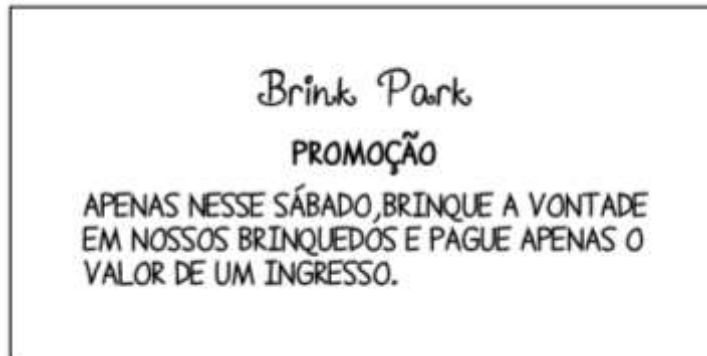 Brink Park
PROMOÇÃO
APENAS NESSE SÁBADO,BRINQUE A VONTADE
EM NOSSOS BRINQUEDOS E PAGUE APENAS O
VALOR DE UM INGRESSO.